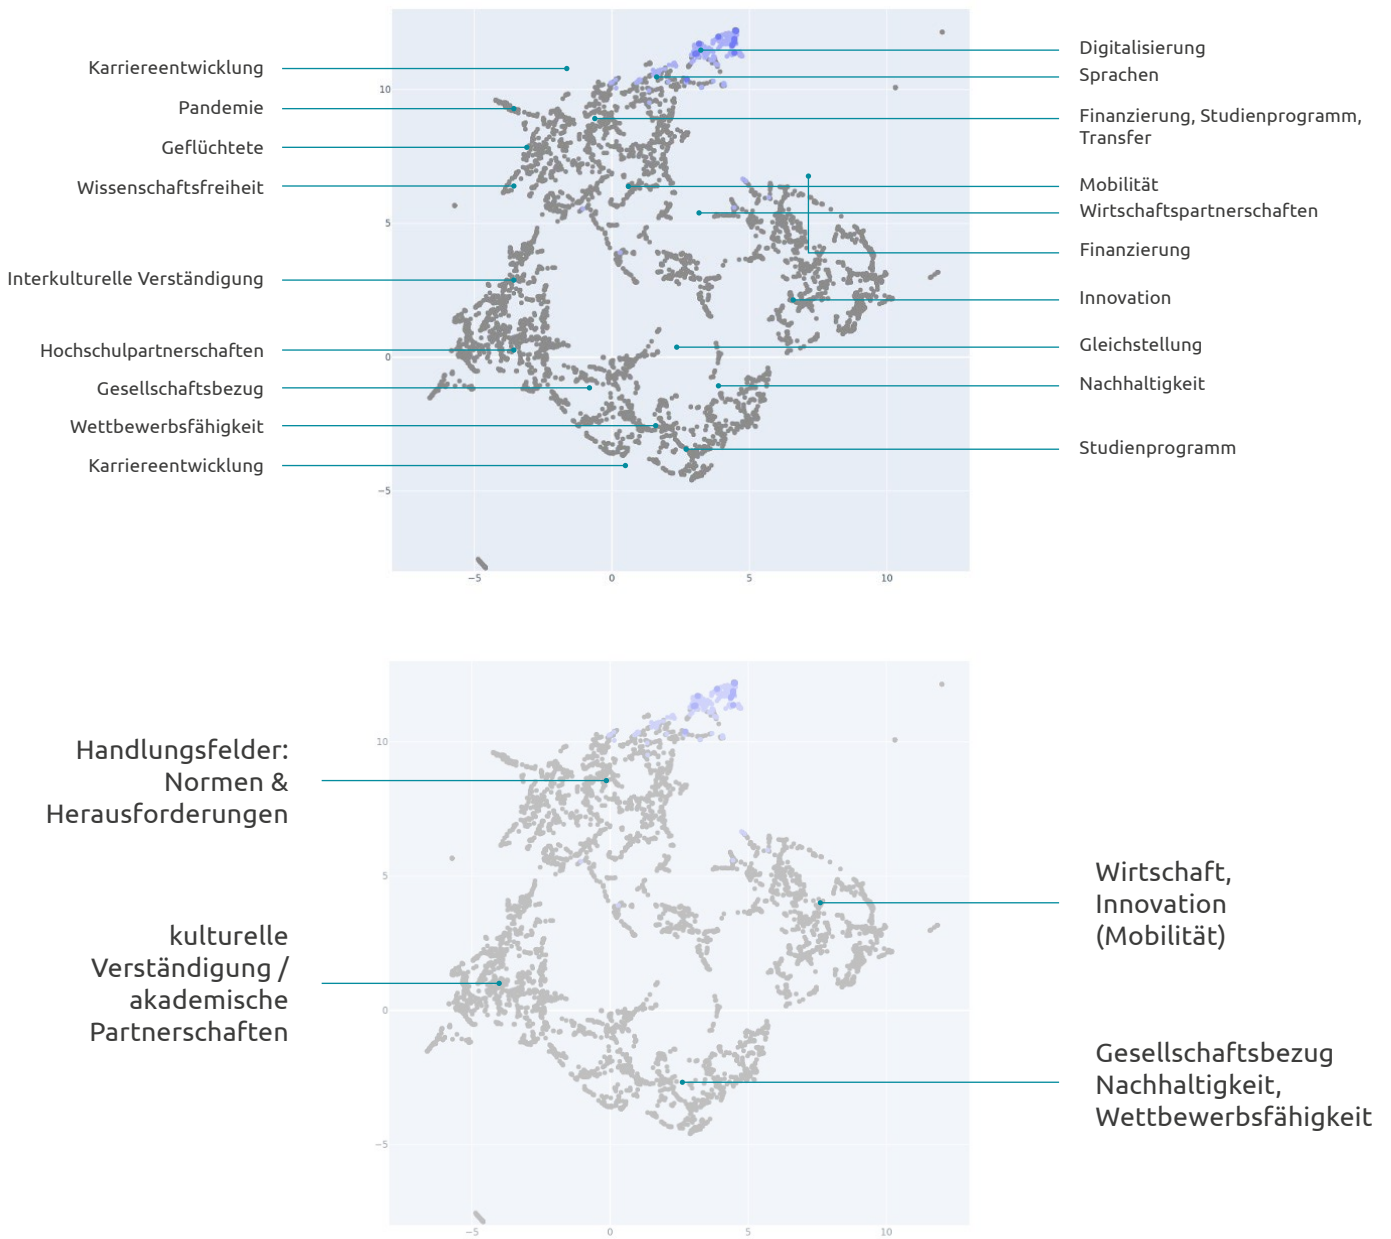 Karriereentwicklung
Pandemie
Geflüchtete
Wissenschaftsfreiheit
Interkulturelle Verständigung
Hochschulpartnerschaften
Gesellschaftsbezug
Wettbewerbsfähigkeit
Karriereentwicklung
10
5
0
−5
−5
0
5
10
Digitalisierung
Sprachen
Finanzierung, Studienprogramm,
Transfer
Mobilität
Wirtschaftspartnerschaften
Finanzierung
Innovation
Gleichstellung
Nachhaltigkeit
Studienprogramm
Handlungsfelder:
Normen &
Herausforderungen
kulturelle
Verständigung /
akademische
Partnerschaften
10
5
0
−5
−5
0
5
10
Wirtschaft,
Innovation
(Mobilität)
Gesellschaftsbezug
Nachhaltigkeit,
Wettbewerbsfähigkeit